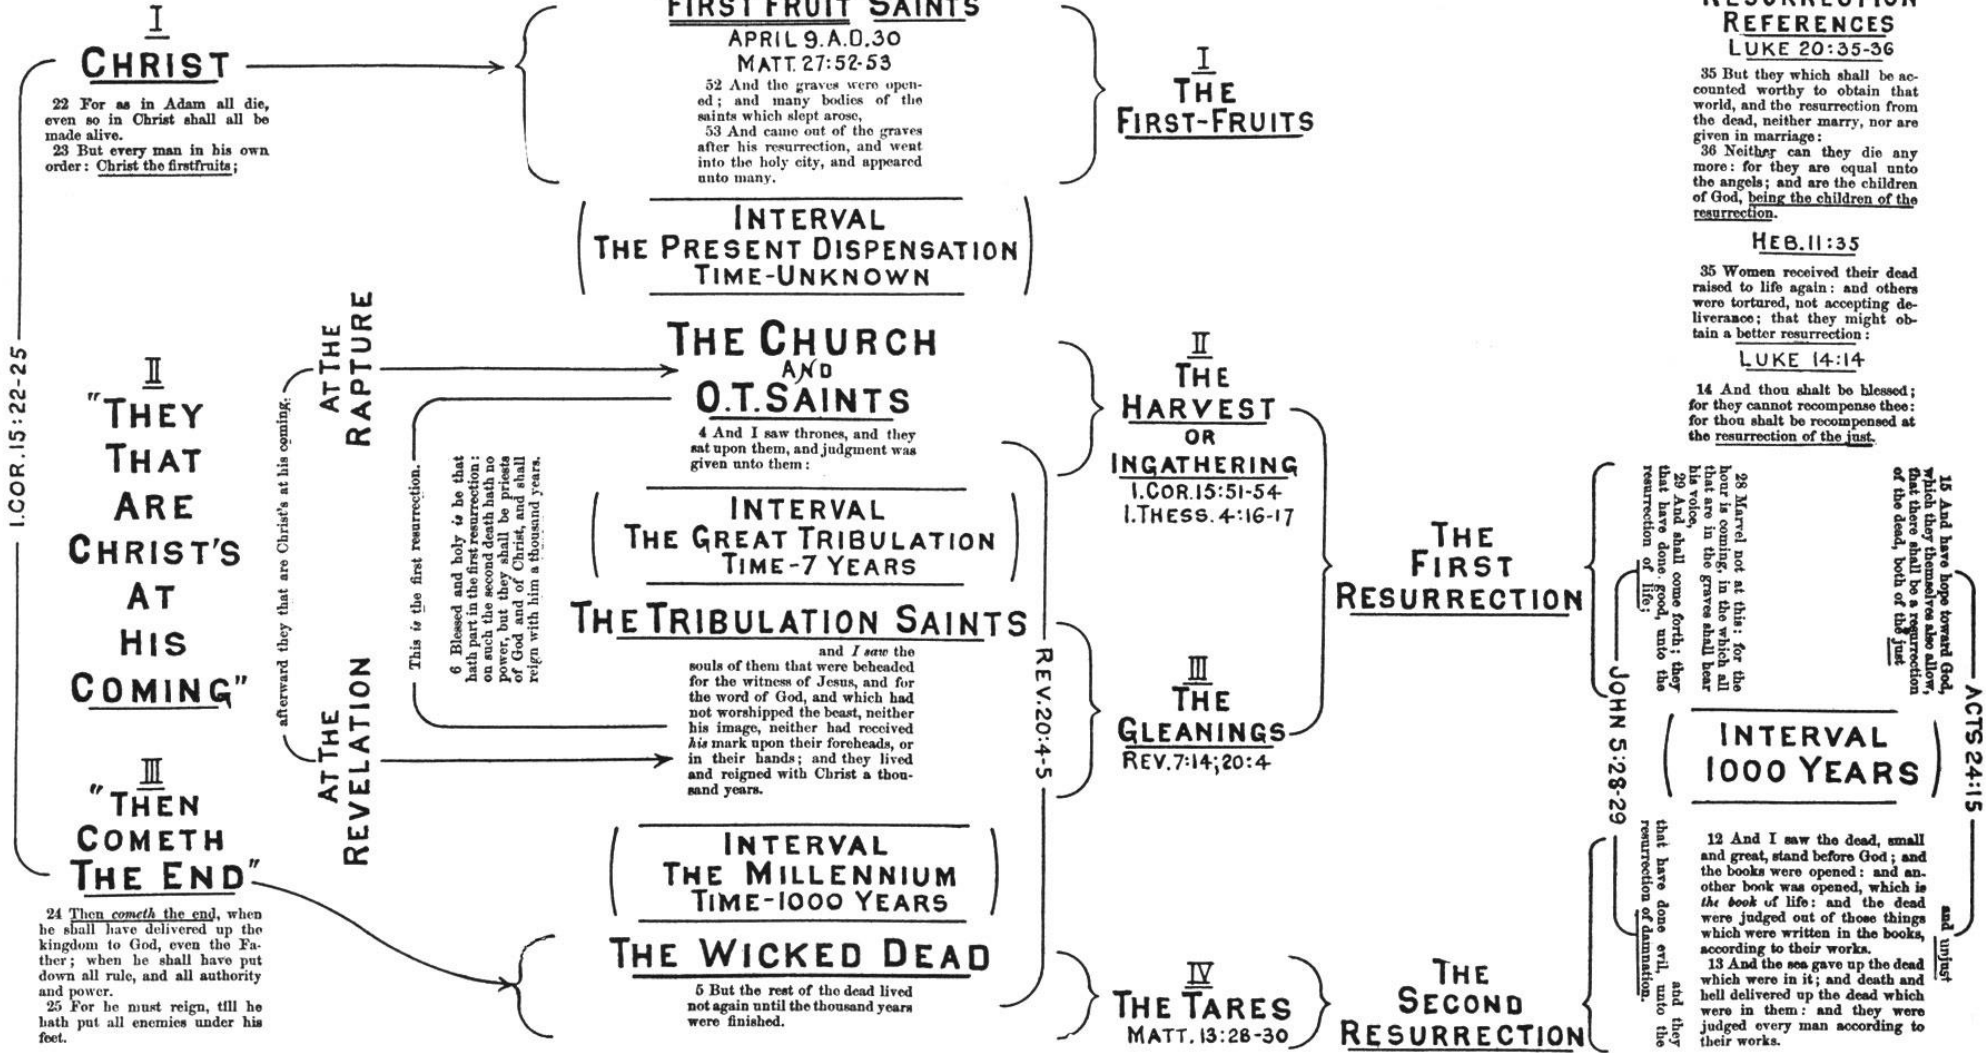 I
CHRIST
22 For as in Adam all die,
even so in Christ shall all be
made alive.
23 But every man in his own
order: Christ the firstfruits;
I.COR.15:22-25
II
"THEY
THAT
ARE
CHRIST'S
AT
HIS
COMING"
III
"THEN
COMETH
THE END"
24 Then cometh the end, when
he shall have delivered up the
kingdom to God, even the Fa-
ther; when he shall have put
down all rule, and all authority
and power.
25 For he must reign, till he
hath put all enemies under his
feet.
afterward they that are Christ's at his coming.
AT THE
RAPTURE
AT THE
REVELATION
This is the first resurrection.
6 Blessed and holy is he that
hath part in the first resurrection:
on such the second death hath no
power, but they shall be priests
of God and of Christ, and shall
reign with him a thousand years.
FIRST FRUIT SAINTS
APRIL 9.A.D.30
MATT. 27:52-53
52 And the graves were open-
ed; and many bodies of the
saints which slept arose,
53 And came out of the graves
after his resurrection, and went
into the holy city, and appeared
unto many.
INTERVAL
THE PRESENT DISPENSATION
TIME-UNKNOWN
THE CHURCH
AND
O.T. SAINTS
4 And I saw thrones, and they
sat upon them, and judgment was
given unto them:
INTERVAL
THE GREAT TRIBULATION
TIME-7 YEARS
THE TRIBULATION SAINTS
and I saw the
souls of them that were beheaded
for the witness of Jesus, and for
the word of God, and which had
not worshipped the beast, neither
his image, neither had received
his mark upon their foreheads, or
in their hands; and they lived
and reigned with Christ a thou-
sand years.
INTERVAL
THE MILLENNIUM
TIME-1000 YEARS
THE WICKED DEAD
5 But the rest of the dead lived
not again until the thousand years
were finished.
REV.20:4-5
I
THE
FIRST-FRUITS
II
THE
HARVEST
OR
INGATHERING
I.COR.15:51-54
I.THESS.4:16-17
III
THE
GLEANINGS
REV.7:14;20:4
IV
THE TARES
MATT.13:28-30
THE
FIRST
RESURRECTION
THE
SECOND
RESURRECTION
RESURRECTION
REFERENCES
LUKE 20:35-36
35 But they which shall be ac-
counted worthy to obtain that
world, and the resurrection from
the dead, neither marry, nor are
given in marriage:
36 Neither can they die any
more: for they are equal unto
the angels; and are the children
of God, being the children of the
resurrection.
HEB.11:35
35 Women received their dead
raised to life again: and others
were tortured, not accepting de-
liverance; that they might ob-
tain a better resurrection:
LUKE 14:14
14 And thou shalt be blessed;
for they cannot recompense thee:
for thou shalt be recompensed at
the resurrection of the just.
28 Marvel not at this: for the
hour is coming, in the which all
that are in the graves shall hear
his voice,
29 And shall come forth; they
that have done good, unto the
resurrection of life;
JOHN 5:28-29
and they
that have done evil, unto the
resurrection of damnation.
15 And have hope toward God,
which they themselves also allow,
that there shall be a resurrection
of the dead, both of the just
ACTS 24:15
and unjust
INTERVAL
1000 YEARS
12 And I saw the dead, small
and great, stand before God; and
the books were opened: and an-
other book was opened, which is
the book of life: and the dead
were judged out of those things
which were written in the books,
according to their works.
13 And the sea gave up the dead
which were in it; and death and
hell delivered up the dead which
were in them: and they were
judged every man according to
their works.